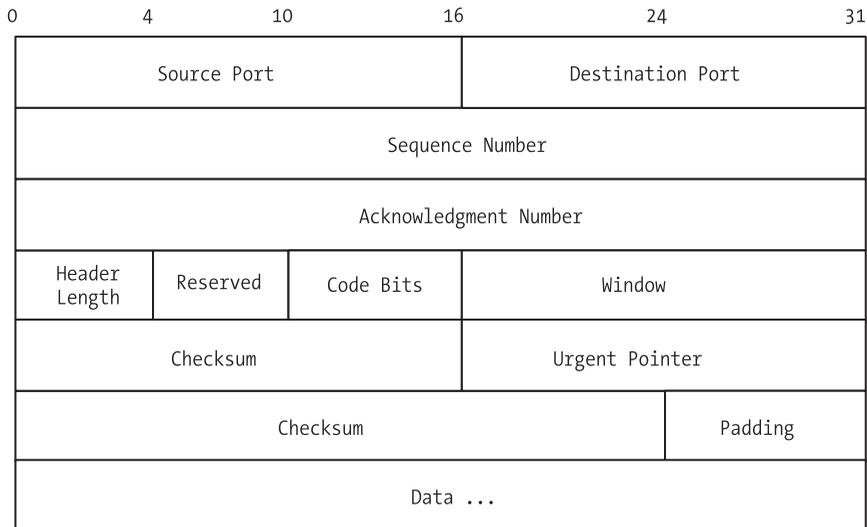 0 4 10 16 24 31
Source Port Destination Port
Sequence Number
Acknowledgment Number
Header
Length
Reserved Code Bits Window
Checksum Urgent Pointer
Checksum Padding
Data ...